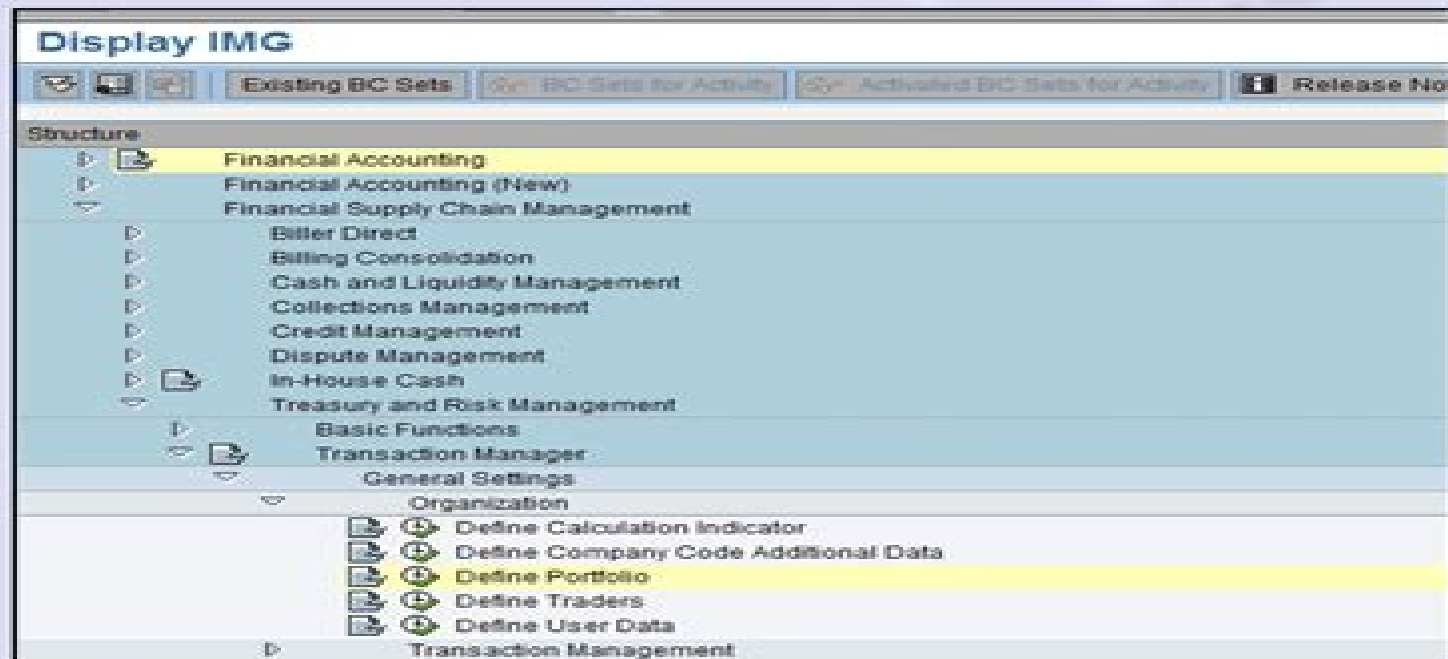 Display IMG
Existing BC Sets BC Sets for Activity Activated BC Sets for Activity Release No
Structure
Financial Accounting
Financial Accounting (New)
Financial Supply Chain Management
Biller Direct
Billing Consolidation
Cash and Liquidity Management
Collections Management
Credit Management
Dispute Management
In-House Cash
Treasury and Risk Management
Basic Functions
Transaction Manager
General Settings
Organization
Define Calculation Indicator
Define Company Code Additional Data
Define Portfolio
Define Traders
Define User Data
Transaction Management